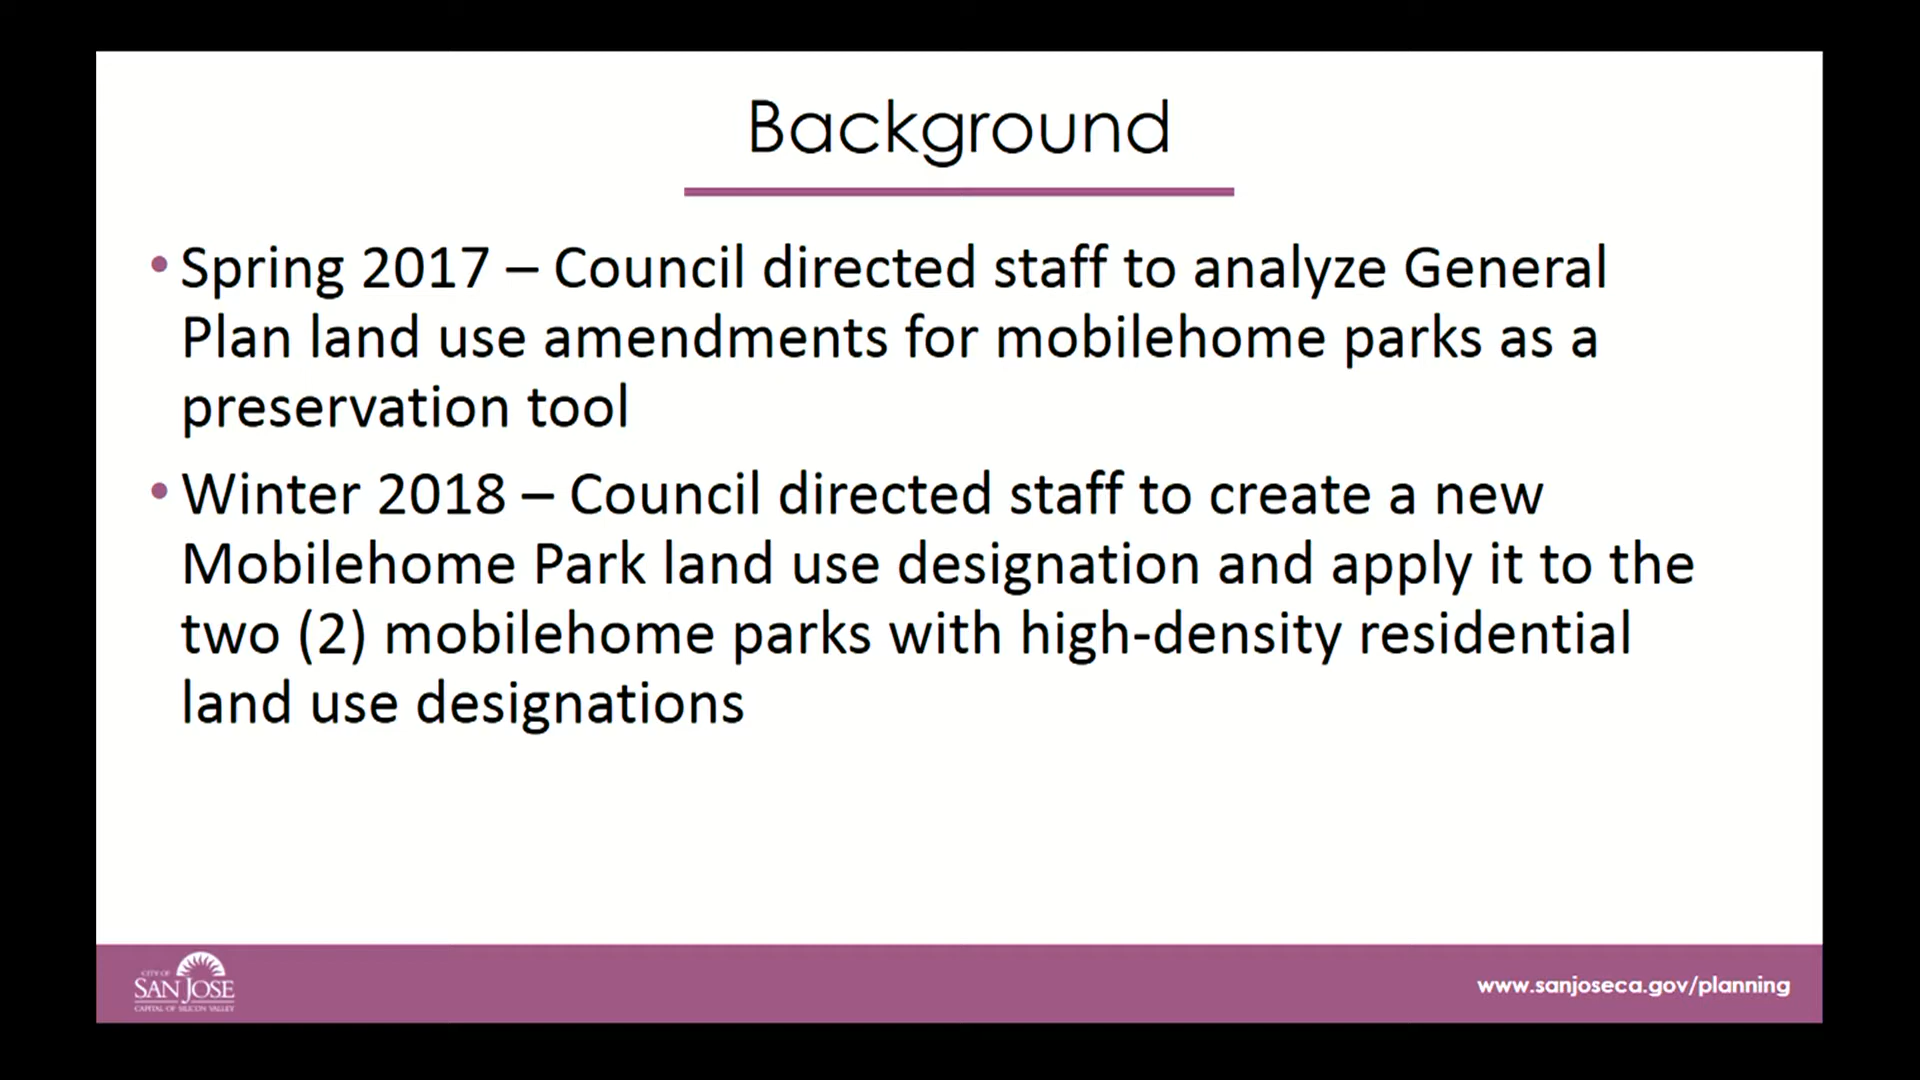 Background
• Spring 2017 – Council directed staff to analyze General
Plan land use amendments for mobilehome parks as a
preservation tool
• Winter 2018 – Council directed staff to create a new
Mobilehome Park land use designation and apply it to the
two (2) mobilehome parks with high-density residential
land use designations
CITY OF
SAN JOSE
CAPITAL OF SILICON VALLEY
www.sanjoseca.gov/planning